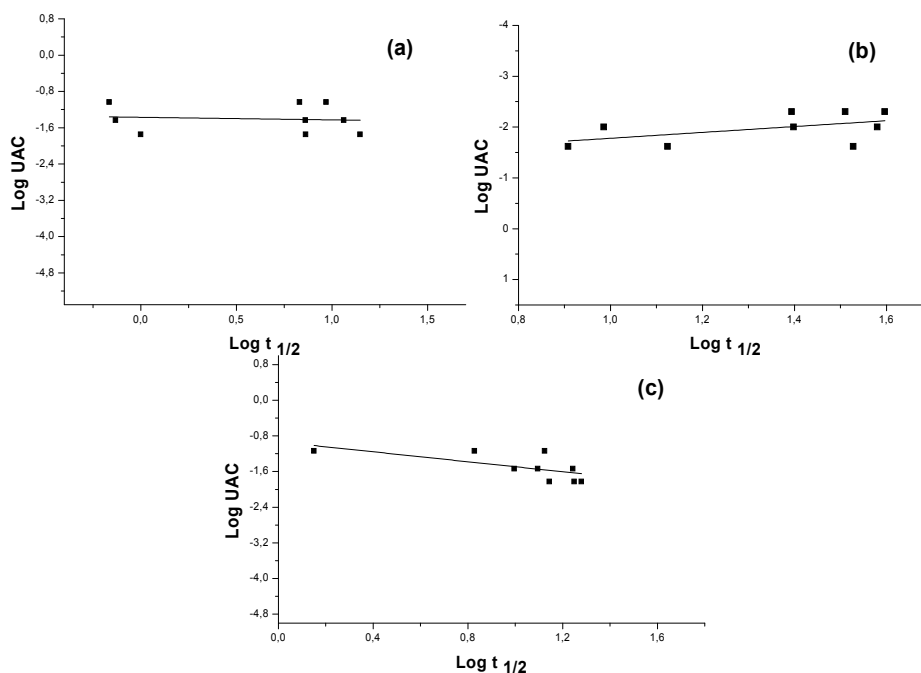 (a)
0,8
0,0
-0,8
-1,6
-2,4
-3,2
-4,0
-4,8
Log UAC
0,0 0,5 1,0 1,5
Log t 1/2
(b)
-4
-3
-2
-1
0
1
Log UAC
0,8 1,0 1,2 1,4 1,6
Log t 1/2
(c)
0,8
0,0
-0,8
-1,6
-2,4
-3,2
-4,0
-4,8
Log UAC
0,0 0,4 0,8 1,2 1,6
Log t 1/2